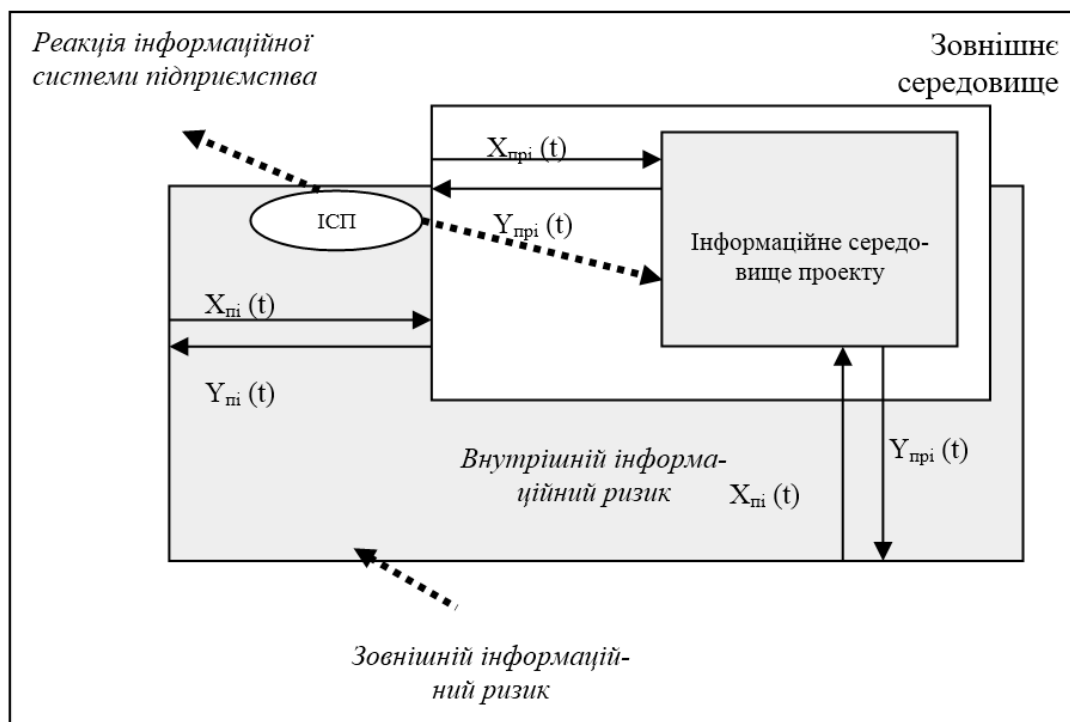 Реакція інформаційної
системи підприємства
Зовнішнє
середовище
Xпрі (t)
ІСП
Yпрі (t)
Інформаційне середо-
вище проекту
Xпі (t)
Yпі (t)
Yпрі (t)
Внутрішній інформа-
ційний ризик
Xпі (t)
Зовнішній інформацій-
ний ризик